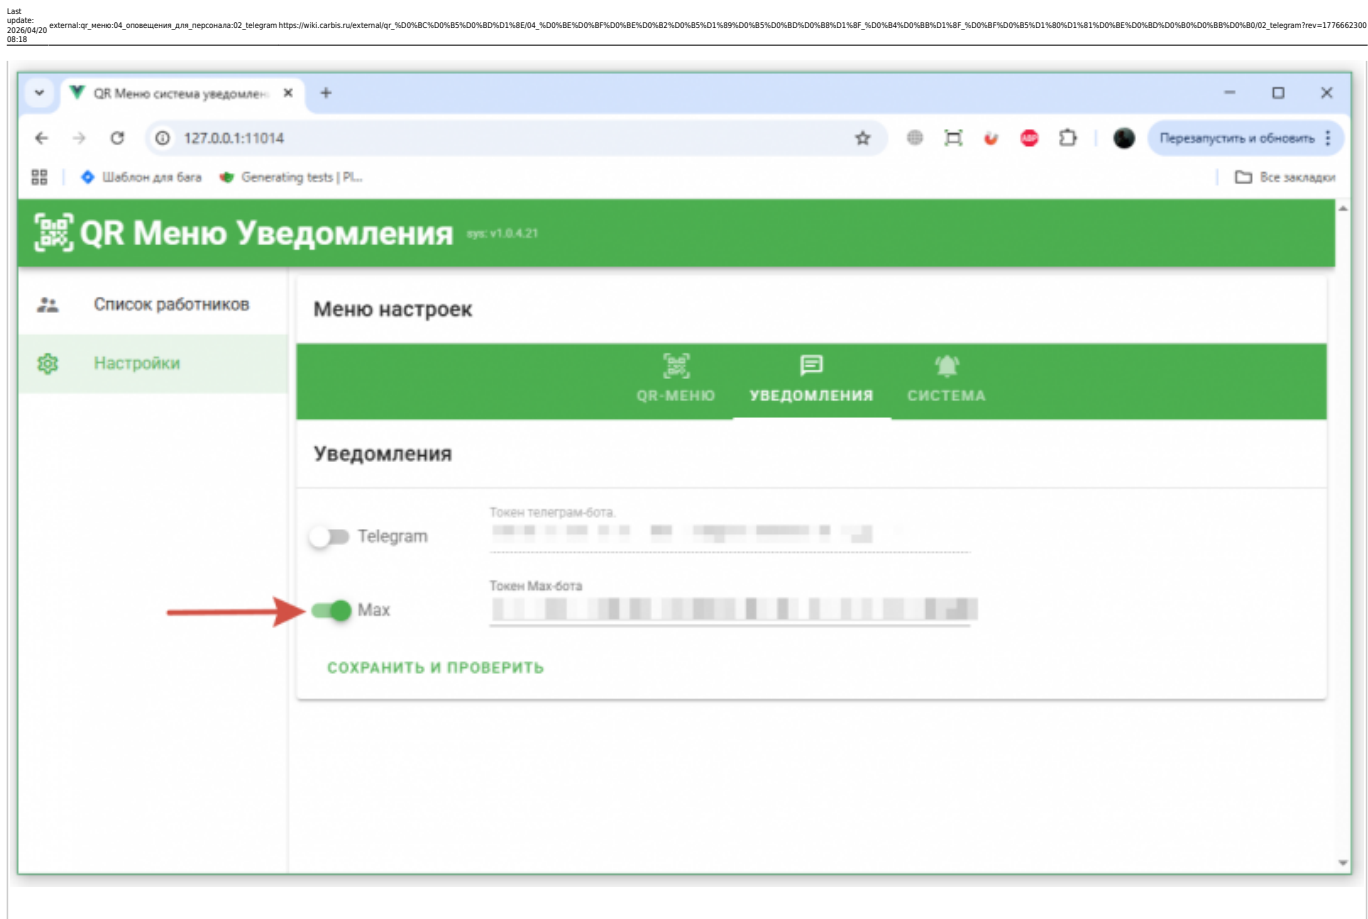 Last
update:
2026/04/20
08:18
external:qr_меню:04_оповещения_для_персонала:02_telegram https://wiki.carbis.ru/external/qr_%D0%BC%D0%B5%D0%BD%D1%8E/04_%D0%BE%D0%BF%D0%BE%D0%B2%D0%B5%D1%89%D0%B5%D0%BD%D0%B8%D1%8F_%D0%B4%D0%BB%D1%8F_%D0%BF%D0%B5%D1%80%D1%81%D0%BE%D0%BD%D0%B0%D0%BB%D0%B0/02_telegram?rev=1776662300
QR Меню система уведомлен
127.0.0.1:11014
ABP
Перезапустить и обновить
Шаблон для бага Generating tests | Pl...
Все закладки
QR Меню Уведомления sys: v1.0.4.21
Список работников
Настройки
Меню настроек
QR-МЕНЮ УВЕДОМЛЕНИЯ СИСТЕМА
Уведомления
Токен телеграм-бота.
Telegram
Токен Max-бота
Max
СОХРАНИТЬ И ПРОВЕРИТЬ